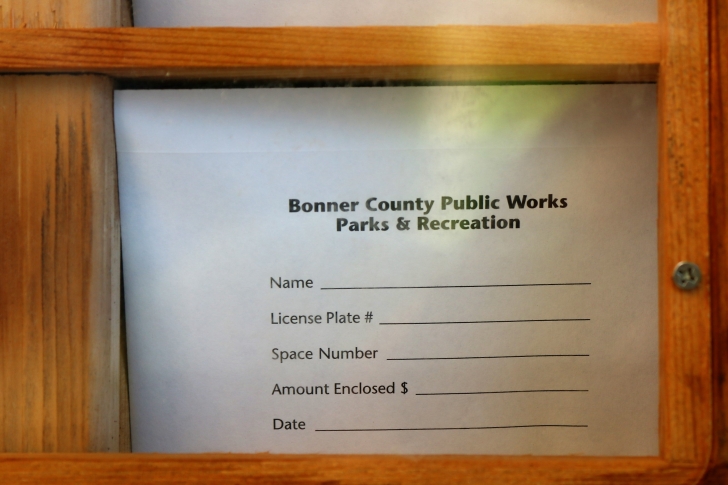 Bonner County Public Works
Parks & Recreation
Name
License Plate #
Space Number
Amount Enclosed $
Date